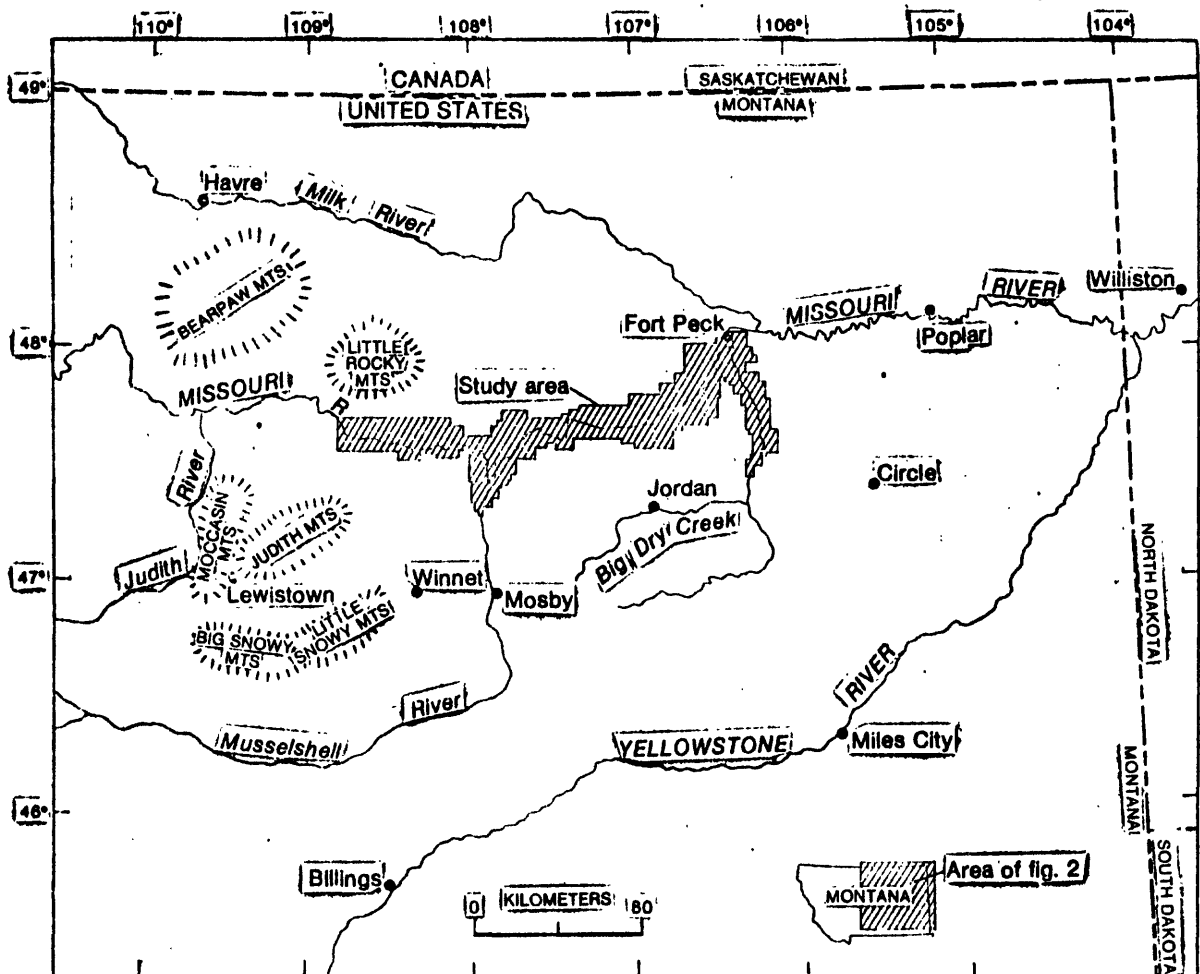 110° 109° 108° 107° 106° 105° 104°
49°
CANADA
UNITED STATES
SASKATCHEWAN
MONTANA
Havre
Milk River
BEARPAW MTS
Williston
RIVER
MISSOURI
Fort Peck
Poplar
48°
LITTLE
ROCKY
MTS
MISSOURI
R
Study area
River
Circle
Jordan
Big Dry Creek
MOCCASIN
MTS
JUDITH MTS
NORTH DAKOTA
47°
Judith
Winnet
Mosby
Lewistown
LITTLE
SNOWY MTS
BIG SNOWY
MTS
RIVER
River
Musselshell
YELLOWSTONE
Miles City
MONTANA
46°
SOUTH DAKOTA
Billings
0 KILOMETERS 80
MONTANA
Area of fig. 2